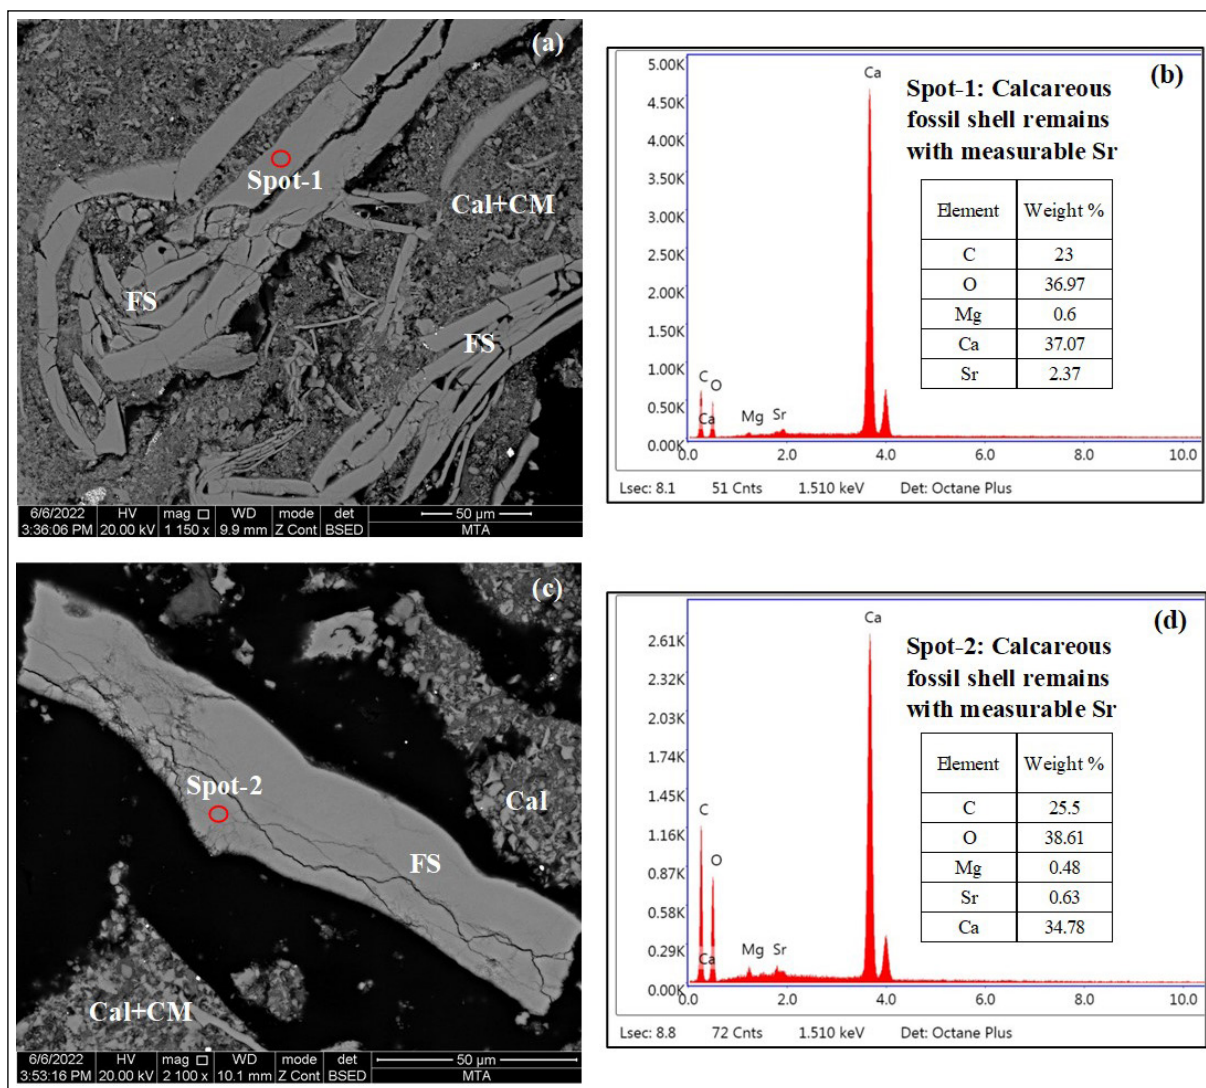 (a)
Spot-1
Cal+CM
FS
FS
6/6/2022 HV mag □ WD mode det 50 µm
3:36:06 PM 20.00 kV 1 150 x 9.9 mm Z Cont BSED MTA
(b)
5.00K
4.50K
4.00K
3.50K
3.00K
2.50K
2.00K
1.50K
1.00K
0.50K
0.00K
Ca
C
O
Ca
Mg
Sr
0.0 2.0 4.0 6.0 8.0 10.0
Spot-1: Calcareous
fossil shell remains
with measurable Sr
Element Weight %
C 23
O 36.97
Mg 0.6
Ca 37.07
Sr 2.37
Lsec: 8.1 51 Cnts 1.510 keV Det: Octane Plus
(c)
Spot-2
Cal
FS
Cal+CM
6/6/2022 HV mag □ WD mode det 50 µm
3:53:16 PM 20.00 kV 2 100 x 10.1 mm Z Cont BSED MTA
(d)
2.61K
2.32K
2.03K
1.74K
1.45K
1.16K
0.87K
0.58K
0.29K
0.00K
Ca
C
O
Ca
Mg
Sr
0.0 2.0 4.0 6.0 8.0 10.0
Spot-2: Calcareous
fossil shell remains
with measurable Sr
Element Weight %
C 25.5
O 38.61
Mg 0.48
Sr 0.63
Ca 34.78
Lsec: 8.8 72 Cnts 1.510 keV Det: Octane Plus